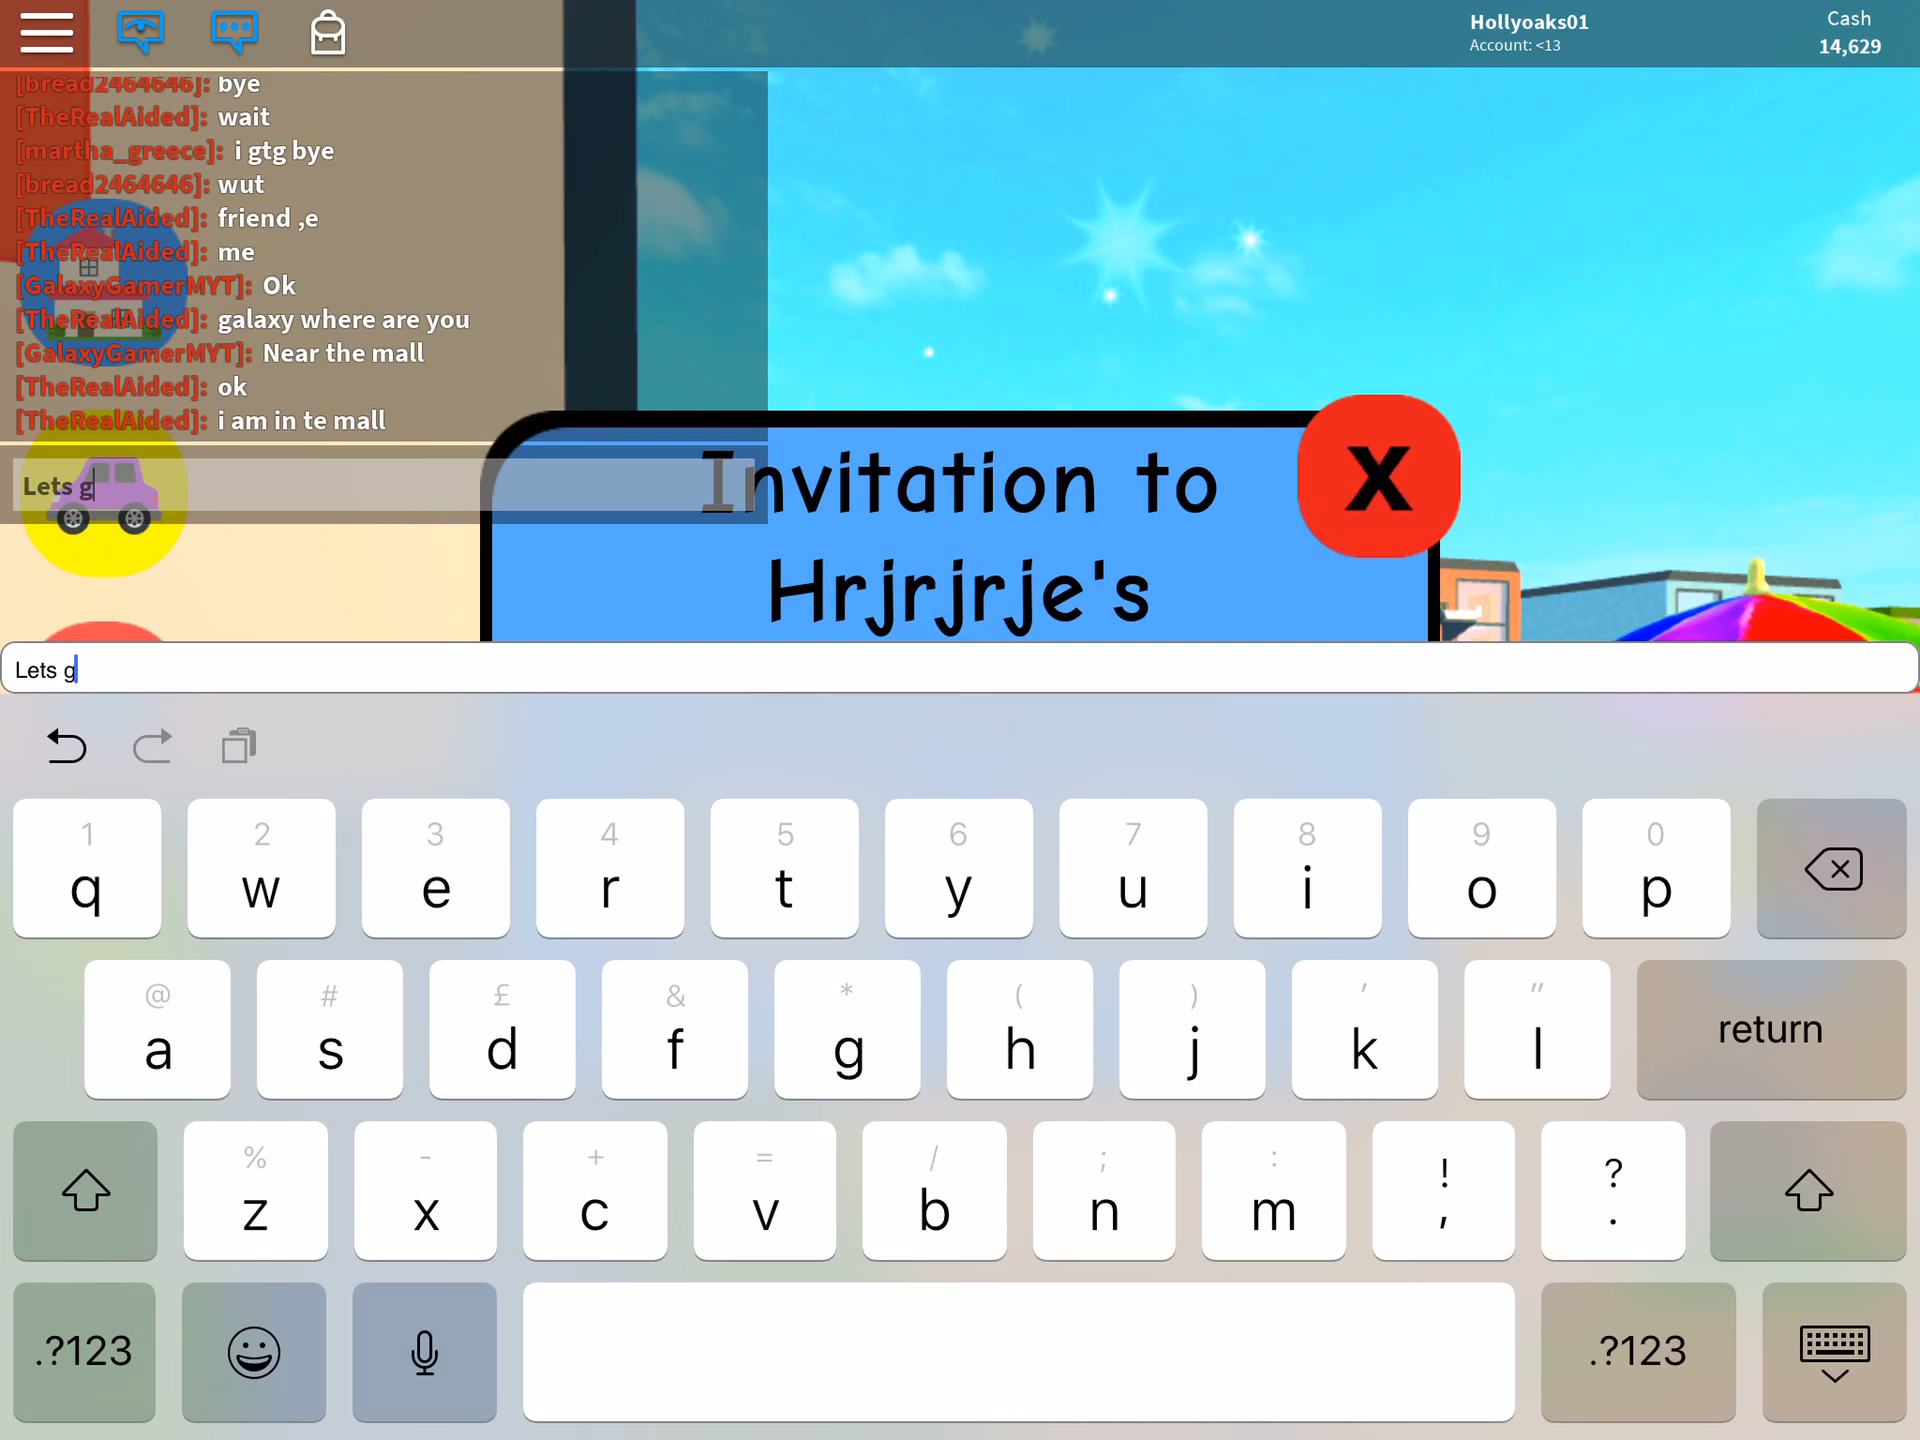 Hollyoaks01
Account: <13
Cash
14,629
[bread2464646]: bye
[TheRealAided]: wait
[martha_greece]: i gtg bye
[bread2464646]: wut
[TheRealAided]: friend ,e
[TheRealAided]: me
[GalaxyGamerMYT]: Ok
[TheRealAided]: galaxy where are you
[GalaxyGamerMYT]: Near the mall
[TheRealAided]: ok
[TheRealAided]: i am in te mall
Lets g
Invitation to
Hrjrjrje's
X
Lets g
1 2 3 4 5 6 7 8 9 0
q w e r t y u i o p
@ # £ & * ( ) ' "
a s d f g h j k l return
% - + = / ; : ! ?
z x c v b n m , .
.?123 .?123